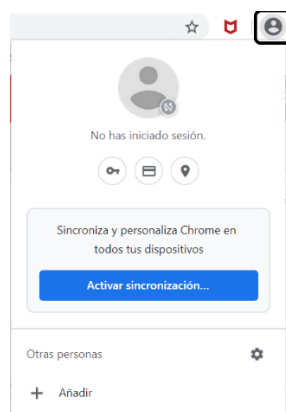 No has iniciado sesión.
Sincroniza y personaliza Chrome en
todos tus dispositivos
Activar sincronización...
Otras personas
Añadir